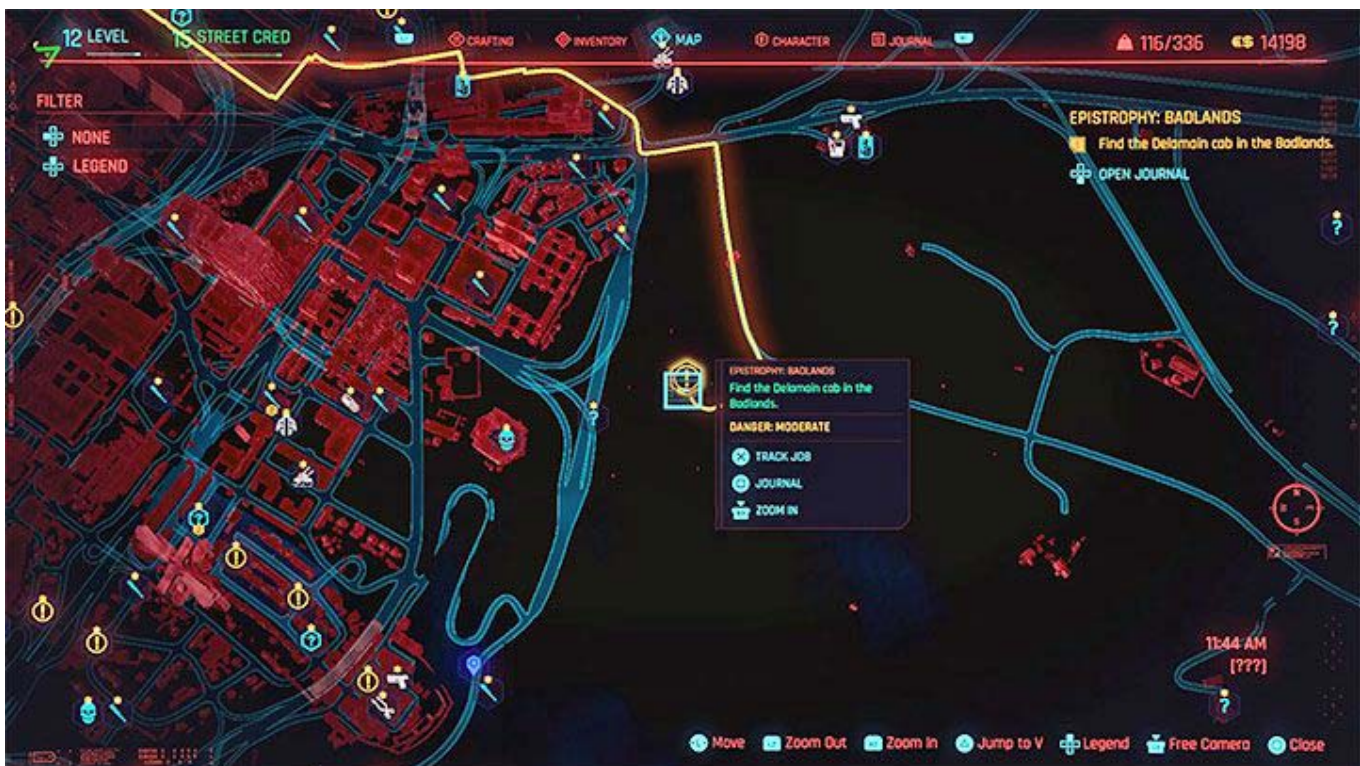 12 LEVEL
15 STREET CRED
CRAFTING
INVENTORY
MAP
CHARACTER
JOURNAL
116/336
€$ 14198
FILTER
NONE
LEGEND
EPISTROPHY: BADLANDS
Find the Delamain cab in the Badlands.
OPEN JOURNAL
EPISTROPHY: BADLANDS
Find the Delamain cab in the
Badlands.
DANGER: MODERATE
TRACK JOB
JOURNAL
ZOOM IN
N
S
11:44 AM
[???]
Move
Zoom Out
Zoom In
Jump to V
Legend
Free Camera
Close